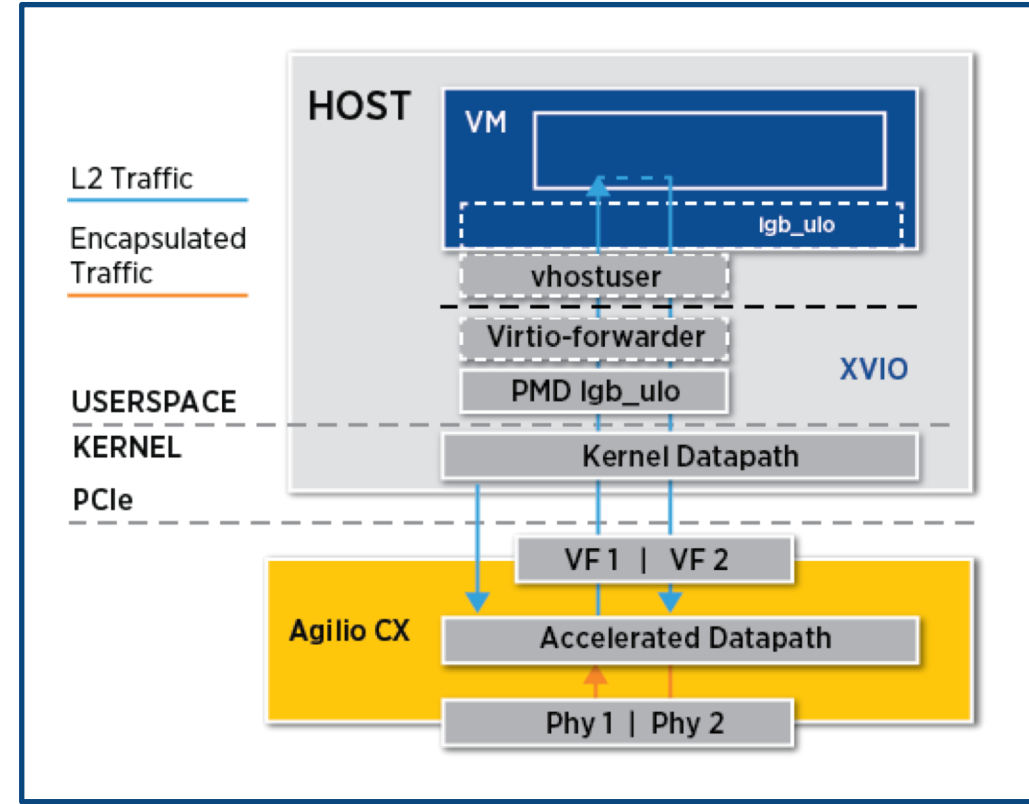 HOST
VM
L2 Traffic
Encapsulated
Traffic
Igb_ulo
vhostuser
Virtio-forwarder
XVIO
PMD Igb_ulo
USERSPACE
KERNEL
Kernel Datapath
PCIe
VF 1 | VF 2
Agilio CX
Accelerated Datapath
Phy 1 | Phy 2